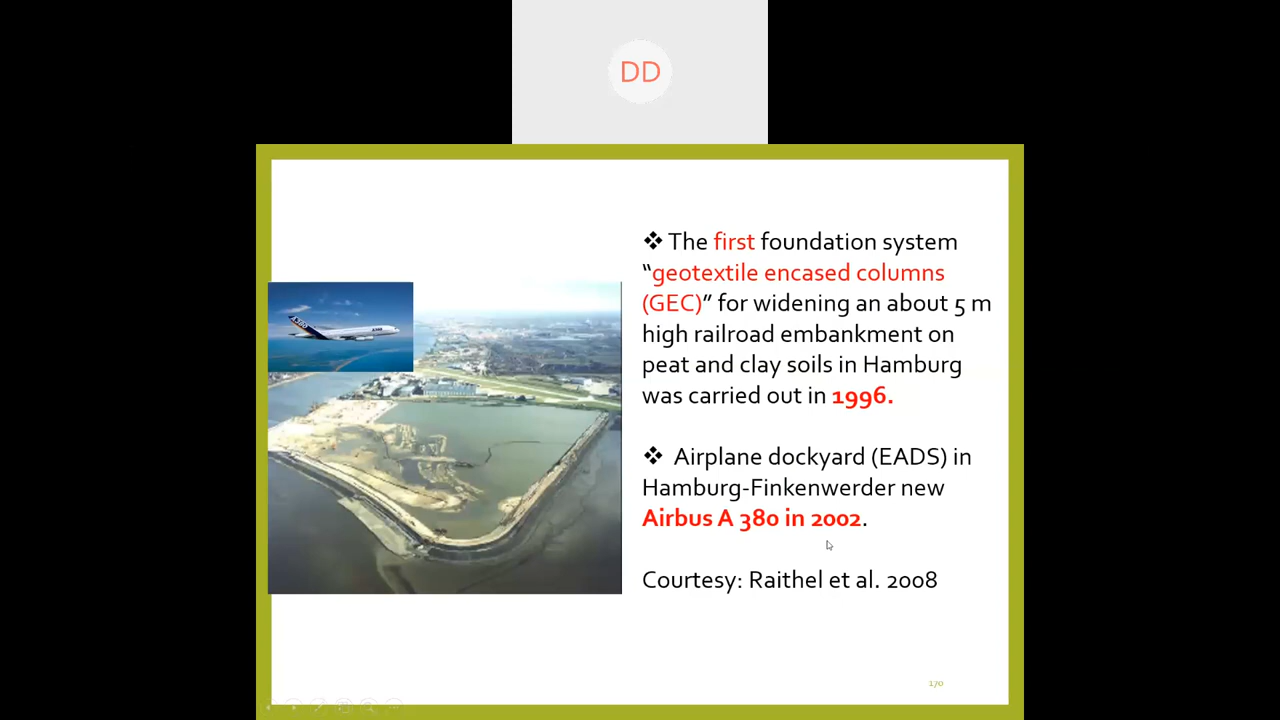 DD
❖ The first foundation system
“geotextile encased columns
(GEC)” for widening an about 5 m
high railroad embankment on
peat and clay soils in Hamburg
was carried out in 1996.
❖ Airplane dockyard (EADS) in
Hamburg-Finkenwerder new
Airbus A 380 in 2002.
Courtesy: Raithel et al. 2008
170